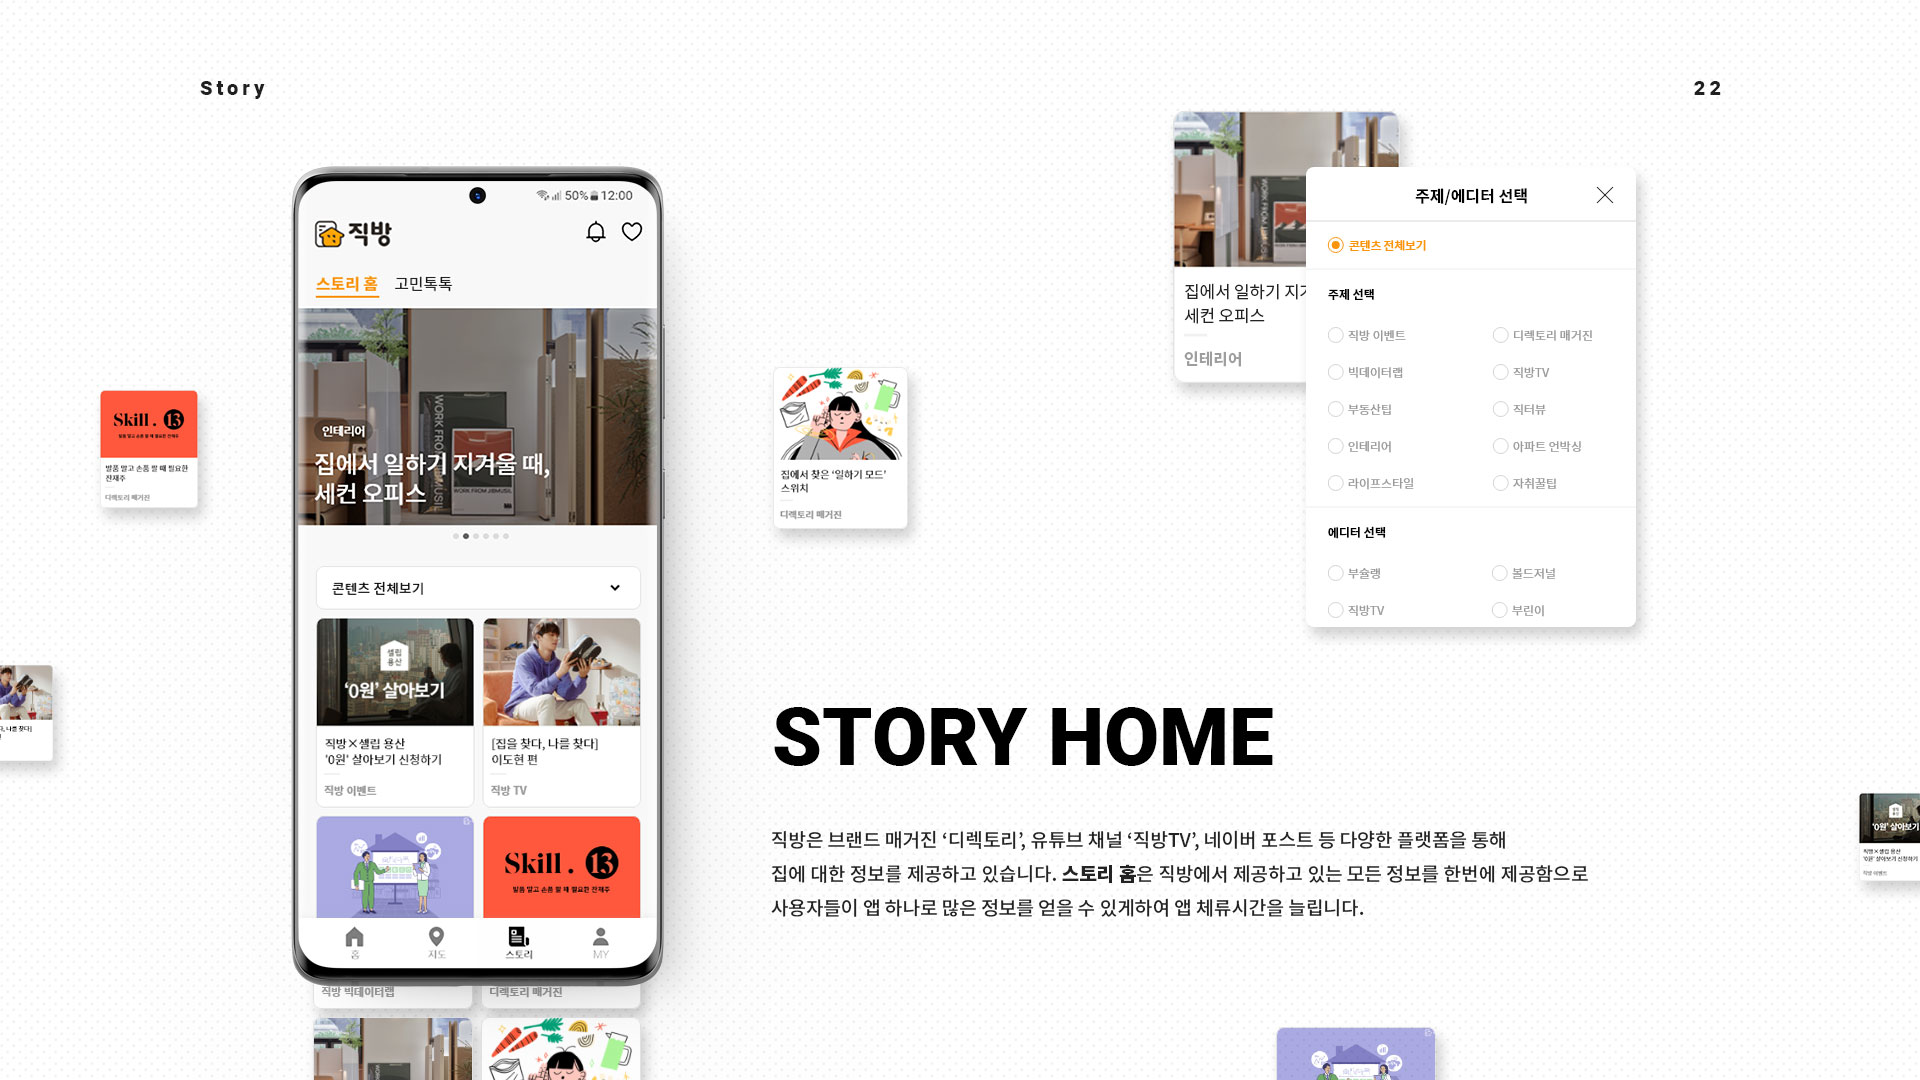 Story
22
50% 12:00
직방
스토리 홈 고민톡톡
인테리어
집에서 일하기 지겨울 때,
세컨 오피스
WORK FROM
WORK FROM JIBMUSIL
콘텐츠 전체보기
셀립
용산
‘0원’ 살아보기
직방×셀립 용산
‘0원’ 살아보기 신청하기
직방 이벤트
[집을 찾다, 나를 찾다]
이도현 편
직방 TV
Skill . 13
발품 말고 손품 팔 때 필요한 잔재주
홈
지도
스토리
MY
직방 빅데이터랩
디렉토리 매거진
Skill . 13
발품 말고 손품 팔 때 필요한 잔재주
발품 말고 손품 팔 때 필요한
잔재주
디렉토리 매거진
나를 찾다]
집에서 찾은 ‘일하기 모드’
스위치
디렉토리 매거진
집에서 일하기 지겨
세컨 오피스
인테리어
주제/에디터 선택
콘텐츠 전체보기
주제 선택
직방 이벤트
디렉토리 매거진
빅데이터랩
직방TV
부동산팁
직터뷰
인테리어
아파트 언박싱
라이프스타일
자취꿀팁
에디터 선택
부슐랭
볼드저널
직방TV
부린이
STORY HOME
직방은 브랜드 매거진 ‘디렉토리’, 유튜브 채널 ‘직방TV’, 네이버 포스트 등 다양한 플랫폼을 통해
집에 대한 정보를 제공하고 있습니다. 스토리 홈은 직방에서 제공하고 있는 모든 정보를 한번에 제공함으로
사용자들이 앱 하나로 많은 정보를 얻을 수 있게하여 앱 체류시간을 늘립니다.
‘0원’ 살아보기
직방×셀립 용산
‘0원’ 살아보기 신청하기
직방 이벤트